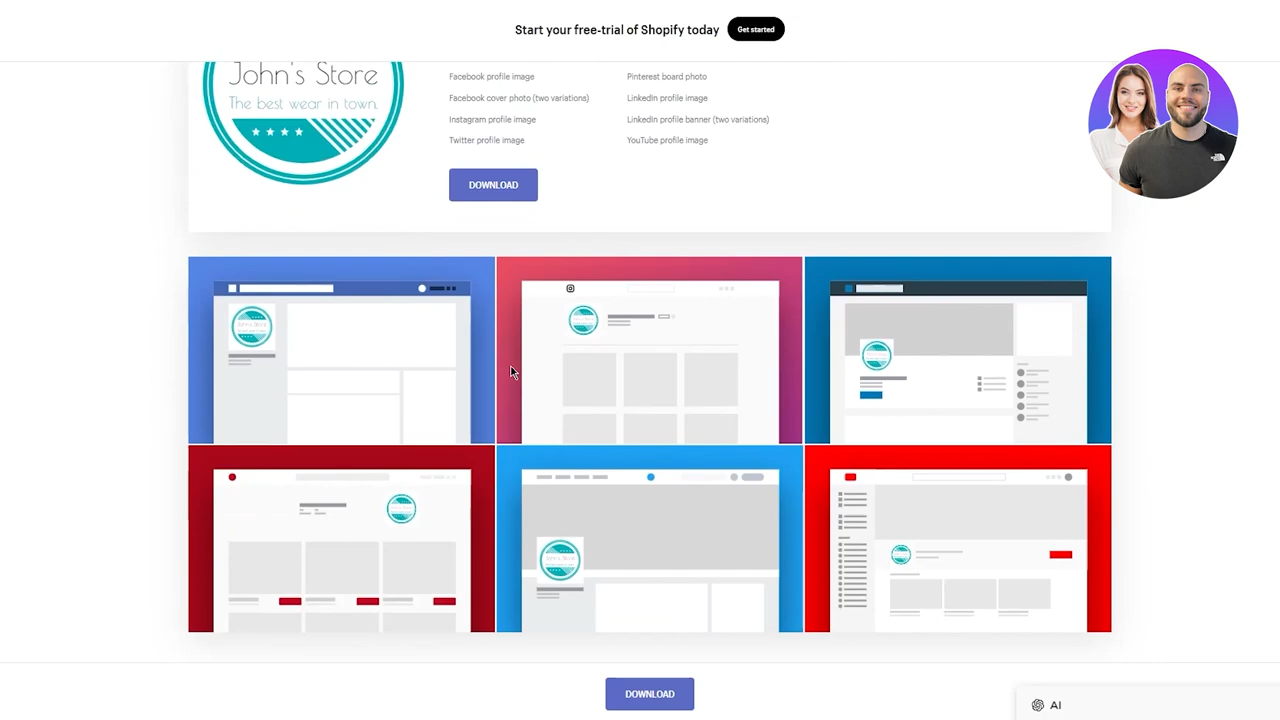 Start your free-trial of Shopify today
Get started
John's Store
The best wear in town.
Facebook profile image
Facebook cover photo (two variations)
Instagram profile image
Twitter profile image
Pinterest board photo
LinkedIn profile image
LinkedIn profile banner (two variations)
YouTube profile image
DOWNLOAD
DOWNLOAD
AI